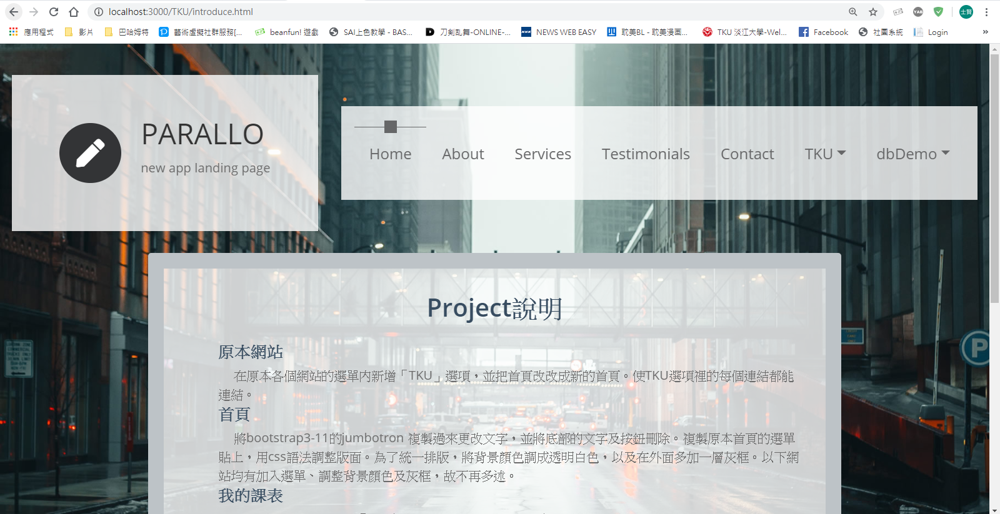 localhost:3000/TKU/introduce.html
YAB
士賢
應用程式 影片 巴哈姆特 藝術虛擬社群服務[... beanfun! 遊戲 SAI上色教學 - BAS... 刀剣乱舞-ONLINE-... NEWS WEB EASY 耽美BL - 耽美漫画... TKU 淡江大學-Wel... Facebook 社團系統 Login »
PARALLO
new app landing page
Home About Services Testimonials Contact TKU dbDemo
Project說明
原本網站
在原本各個網站的選單內新增「TKU」選項，並把首頁改改成新的首頁。使TKU選項裡的每個連結都能
連結。
首頁
將bootstrap3-11的jumbotron 複製過來更改文字，並將底部的文字及按鈕刪除。複製原本首頁的選單
貼上，用css語法調整版面。為了統一排版，將背景顏色調成透明白色，以及在外面多加一層灰框。以下網
站均有加入選單、調整背景顏色及灰框，故不再多述。
我的課表
P